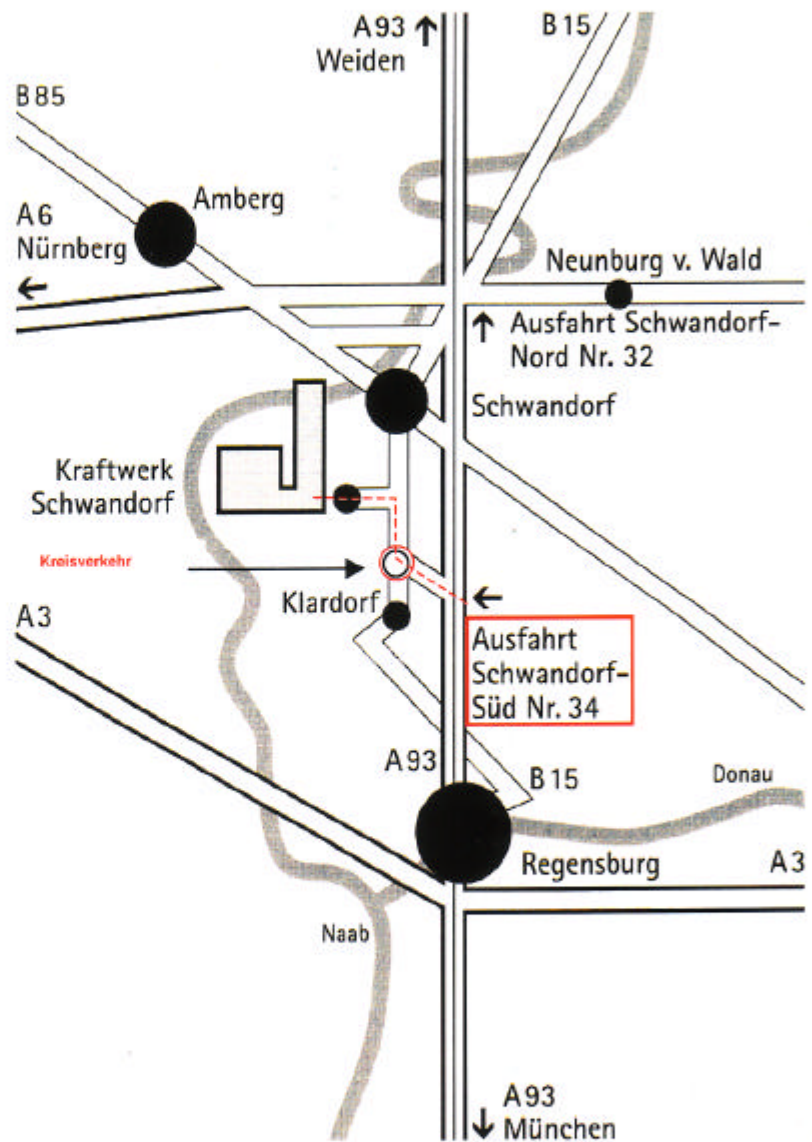 A93
Weiden
B15
B85
Amberg
A6
Nürnberg
Neunburg v. Wald
Ausfahrt Schwandorf-
Nord Nr. 32
Schwandorf
Kraftwerk
Schwandorf
Kreisverkehr
Klardorf
A3
Ausfahrt
Schwandorf-
Süd Nr. 34
A93
B15
Donau
Regensburg
A3
Naab
A93
München